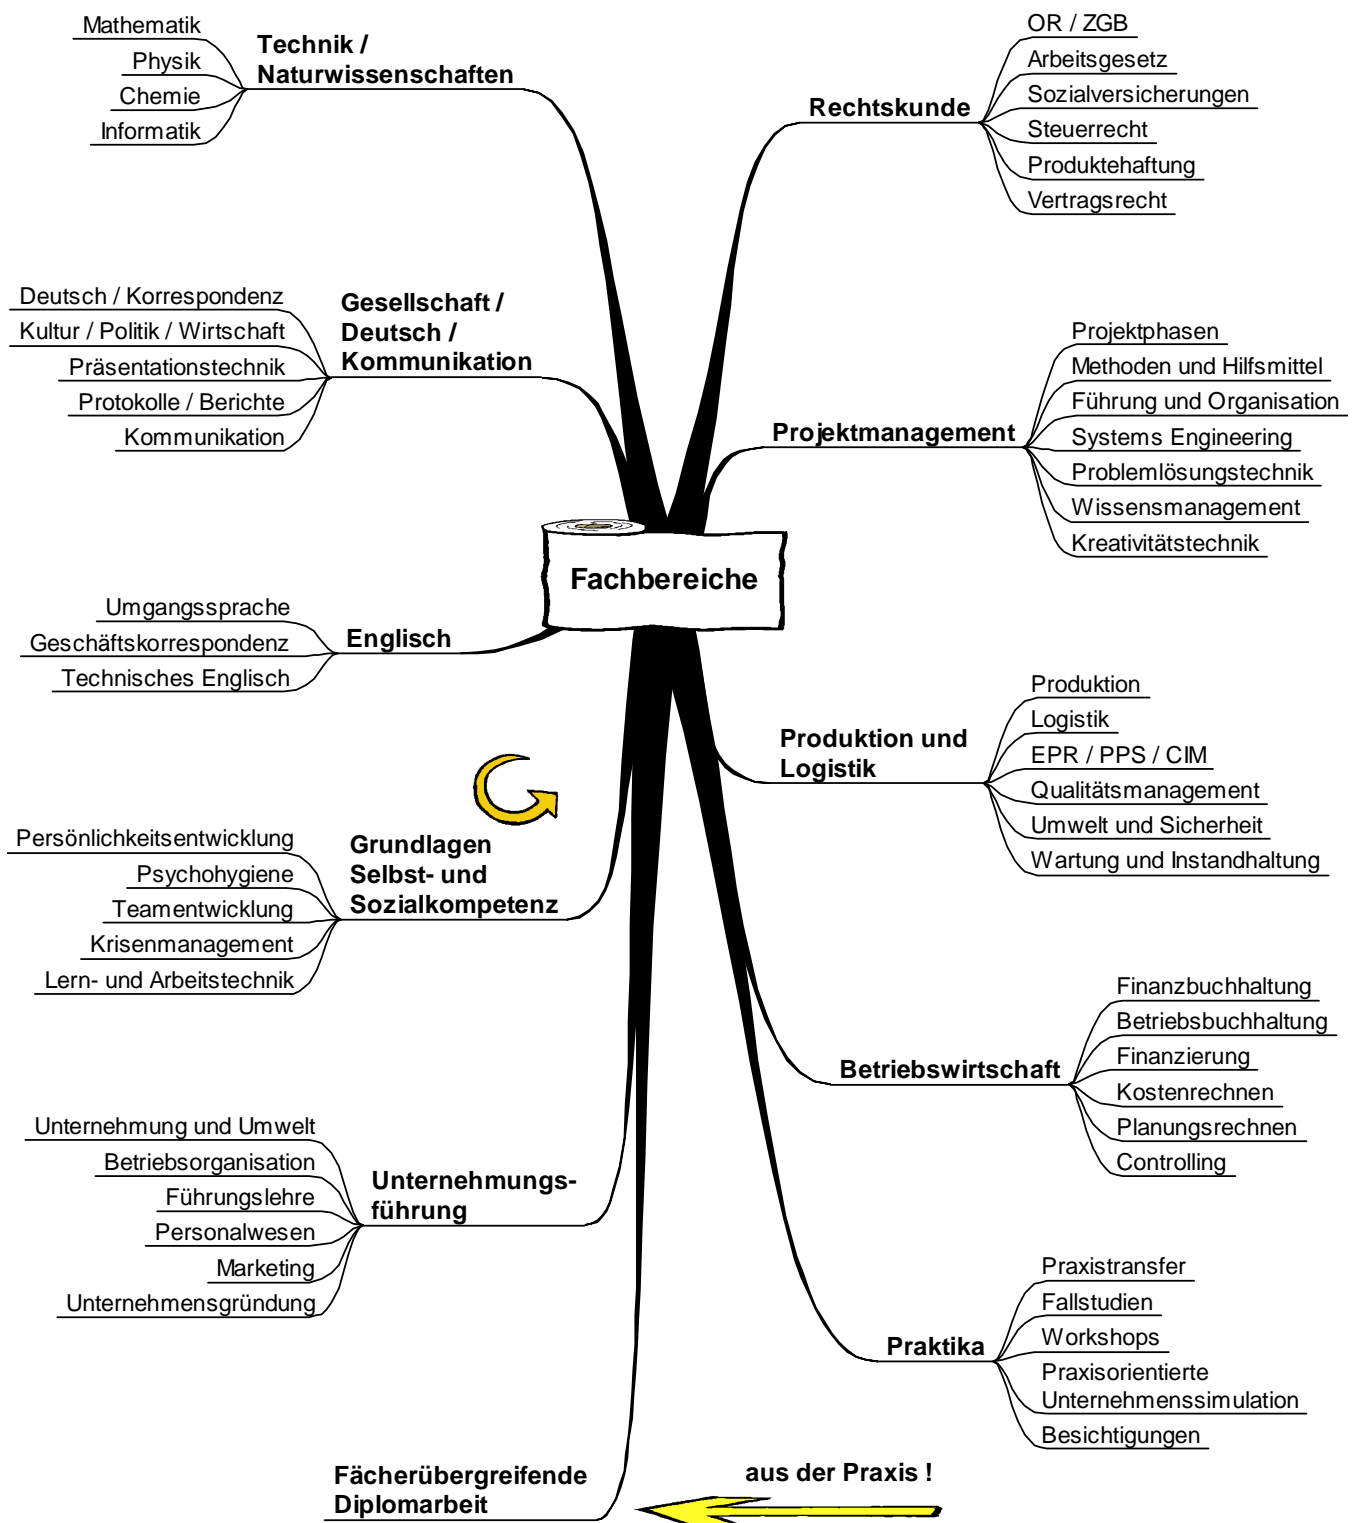 Fachbereiche
Technik /
Naturwissenschaften
Mathematik
Physik
Chemie
Informatik
Gesellschaft /
Deutsch /
Kommunikation
Deutsch / Korrespondenz
Kultur / Politik / Wirtschaft
Präsentationstechnik
Protokolle / Berichte
Kommunikation
Englisch
Umgangssprache
Geschäftskorrespondenz
Technisches Englisch
Grundlagen
Selbst- und
Sozialkompetenz
Persönlichkeitsentwicklung
Psychohygiene
Teamentwicklung
Krisenmanagement
Lern- und Arbeitstechnik
Unternehmungs-
führung
Unternehmung und Umwelt
Betriebsorganisation
Führungslehre
Personalwesen
Marketing
Unternehmensgründung
Fächerübergreifende
Diplomarbeit
aus der Praxis !
Rechtskunde
OR / ZGB
Arbeitsgesetz
Sozialversicherungen
Steuerrecht
Produktehaftung
Vertragsrecht
Projektmanagement
Projektphasen
Methoden und Hilfsmittel
Führung und Organisation
Systems Engineering
Problemlösungstechnik
Wissensmanagement
Kreativitätstechnik
Produktion und
Logistik
Produktion
Logistik
EPR / PPS / CIM
Qualitätsmanagement
Umwelt und Sicherheit
Wartung und Instandhaltung
Betriebswirtschaft
Finanzbuchhaltung
Betriebsbuchhaltung
Finanzierung
Kostenrechnen
Planungsrechnen
Controlling
Praktika
Praxistransfer
Fallstudien
Workshops
Praxisorientierte
Unternehmenssimulation
Besichtigungen